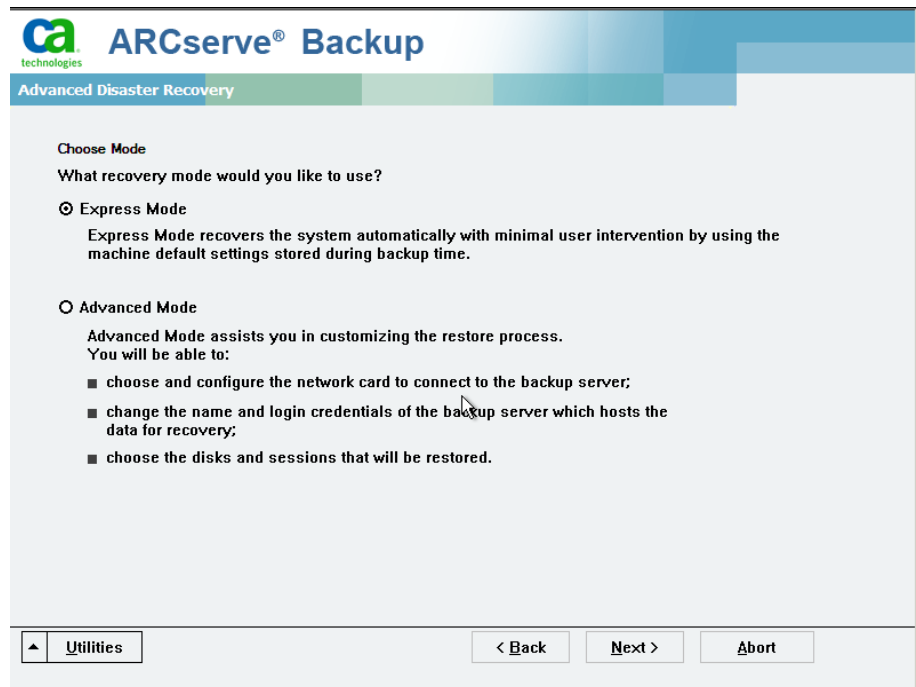 ca
technologies
ARCserve® Backup
Advanced Disaster Recovery
Choose Mode
What recovery mode would you like to use?
Express Mode
Express Mode recovers the system automatically with minimal user intervention by using the
machine default settings stored during backup time.
Advanced Mode
Advanced Mode assists you in customizing the restore process.
You will be able to:
choose and configure the network card to connect to the backup server;
change the name and login credentials of the backup server which hosts the
data for recovery;
choose the disks and sessions that will be restored.
Utilities
< Back
Next >
Abort